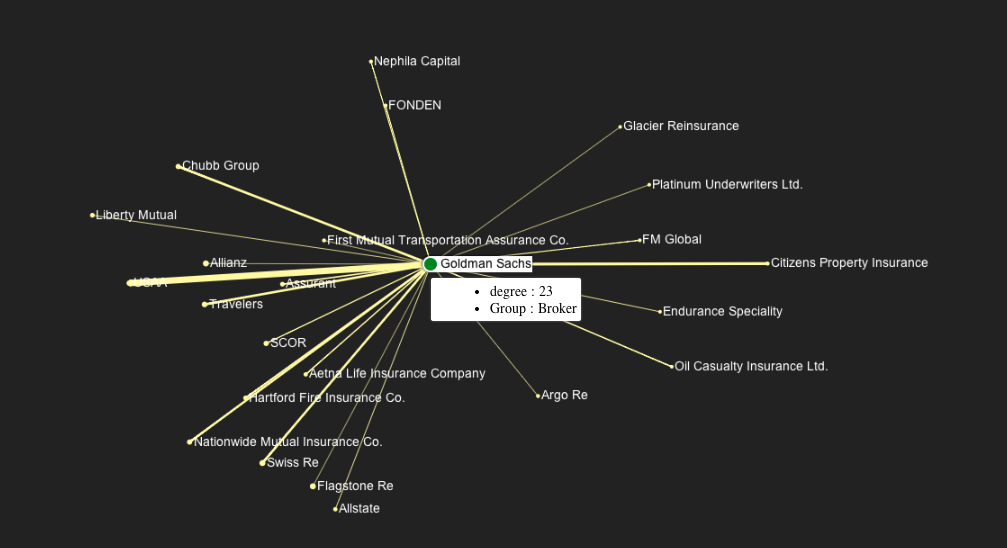 Nephila Capital
FONDEN
Glacier Reinsurance
Chubb Group
Platinum Underwriters Ltd.
Liberty Mutual
First Mutual Transportation Assurance Co.
FM Global
Allianz
Goldman Sachs
Citizens Property Insurance
USAA
Assurant
degree : 23
Group : Broker
Travelers
Endurance Speciality
SCOR
Oil Casualty Insurance Ltd.
Aetna Life Insurance Company
Argo Re
Hartford Fire Insurance Co.
Nationwide Mutual Insurance Co.
Swiss Re
Flagstone Re
Allstate